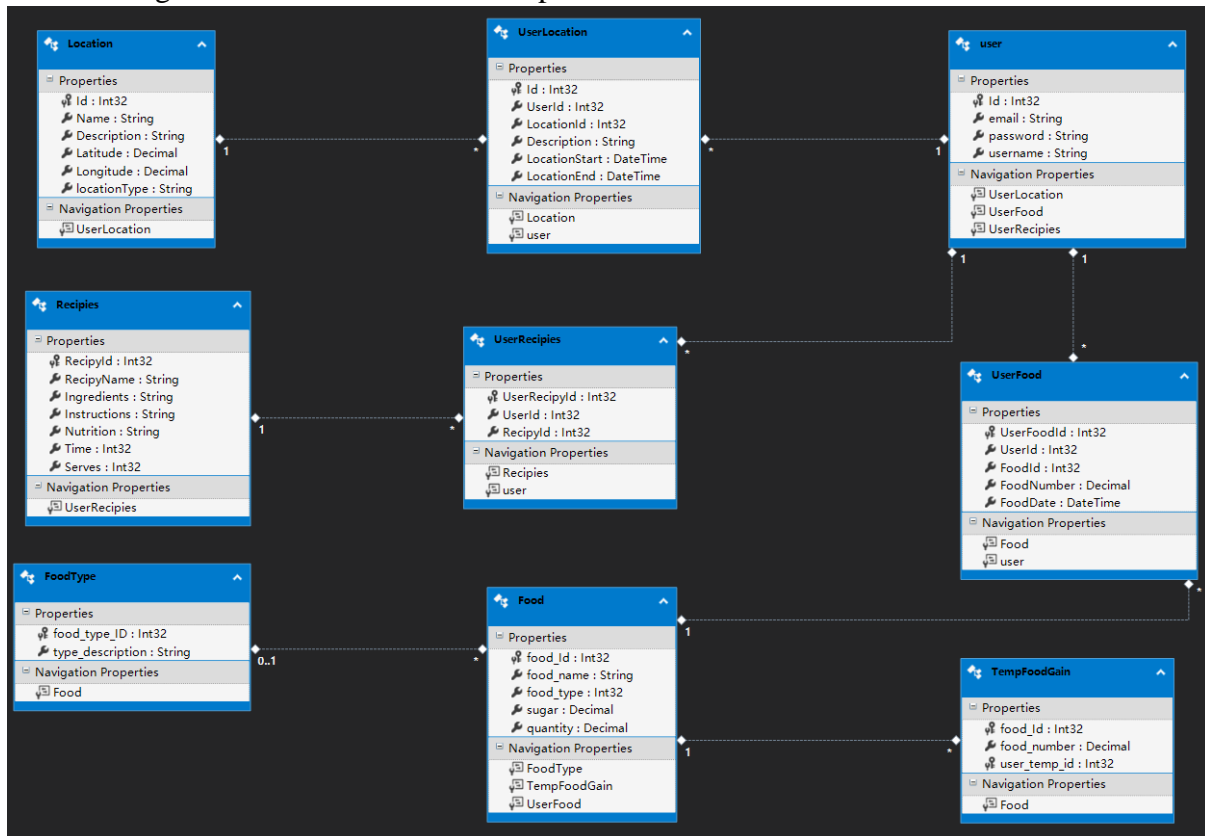 Location
Properties
Id : Int32
Name : String
Description : String
Latitude : Decimal
Longitude : Decimal
locationType : String
Navigation Properties
UserLocation
1
*
UserLocation
Properties
Id : Int32
UserId : Int32
LocationId : Int32
Description : String
LocationStart : DateTime
LocationEnd : DateTime
Navigation Properties
Location
user
*
1
user
Properties
Id : Int32
email : String
password : String
username : String
Navigation Properties
UserLocation
UserFood
UserRecipies
1
1
Recipies
Properties
RecipyId : Int32
RecipyName : String
Ingredients : String
Instructions : String
Nutrition : String
Time : Int32
Serves : Int32
Navigation Properties
UserRecipies
1
*
UserRecipies
Properties
UserRecipyId : Int32
UserId : Int32
RecipyId : Int32
Navigation Properties
Recipies
user
*
*
UserFood
Properties
UserFoodId : Int32
UserId : Int32
FoodId : Int32
FoodNumber : Decimal
FoodDate : DateTime
Navigation Properties
Food
user
*
FoodType
Properties
food_type_ID : Int32
type_description : String
Navigation Properties
Food
0..1
*
Food
Properties
food_Id : Int32
food_name : String
food_type : Int32
sugar : Decimal
quantity : Decimal
Navigation Properties
FoodType
TempFoodGain
UserFood
1
1
*
TempFoodGain
Properties
food_Id : Int32
food_number : Decimal
user_temp_id : Int32
Navigation Properties
Food